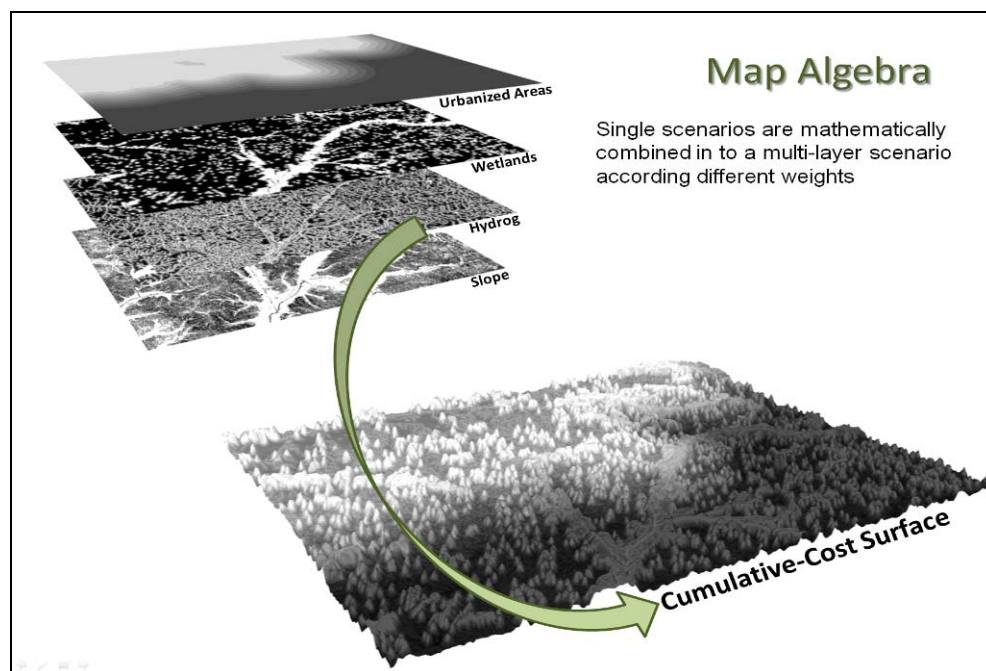 Map Algebra
Single scenarios are mathematically
combined in to a multi-layer scenario
according different weights
Urbanized Areas
Wetlands
Hydrog
Slope
Cumulative-Cost Surface